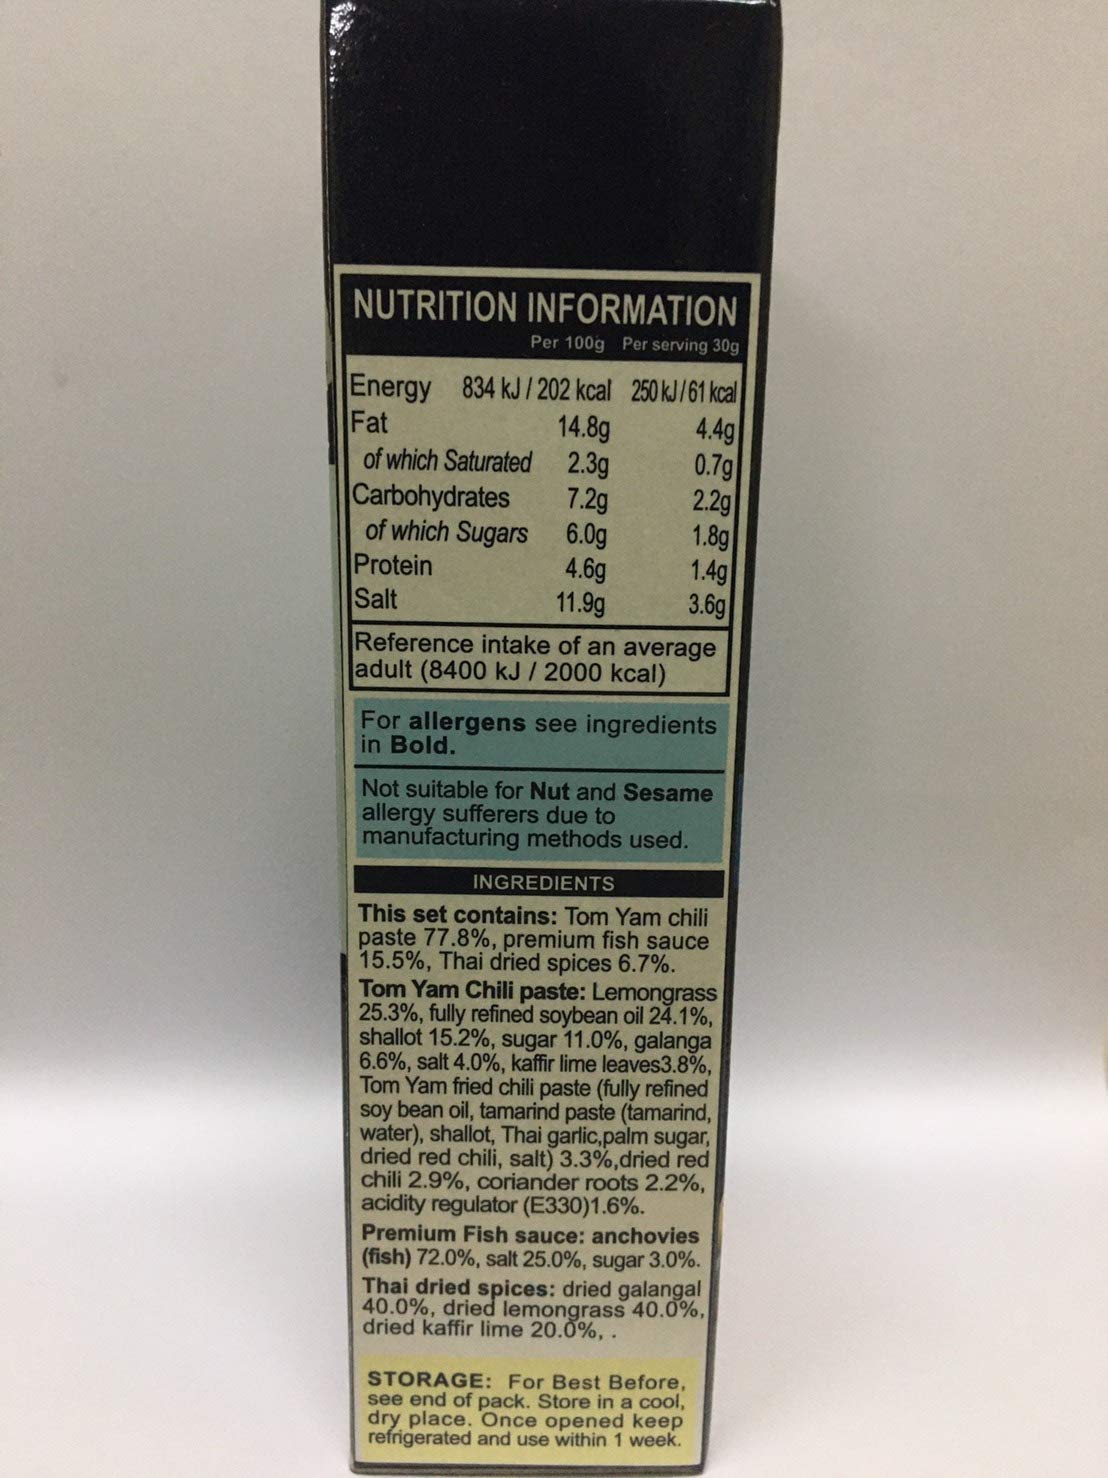 NUTRITION INFORMATION
Per 100g Per serving 30g
Energy 834 kJ / 202 kcal 250 kJ / 61 kcal
Fat 14.8g 4.4g
of which Saturated 2.3g 0.7g
Carbohydrates 7.2g 2.2g
of which Sugars 6.0g 1.8g
Protein 4.6g 1.4g
Salt 11.9g 3.6g
Reference intake of an average
adult (8400 kJ / 2000 kcal)
For allergens see ingredients
in Bold.
Not suitable for Nut and Sesame
allergy sufferers due to
manufacturing methods used.
INGREDIENTS
This set contains: Tom Yam chili
paste 77.8%, premium fish sauce
15.5%, Thai dried spices 6.7%.
Tom Yam Chili paste: Lemongrass
25.3%, fully refined soybean oil 24.1%,
shallot 15.2%, sugar 11.0%, galanga
6.6%, salt 4.0%, kaffir lime leaves3.8%,
Tom Yam fried chili paste (fully refined
soy bean oil, tamarind paste (tamarind,
water), shallot, Thai garlic,palm sugar,
dried red chili, salt) 3.3%,dried red
chili 2.9%, coriander roots 2.2%,
acidity regulator (E330)1.6%.
Premium Fish sauce: anchovies
(fish) 72.0%, salt 25.0%, sugar 3.0%.
Thai dried spices: dried galangal
40.0%, dried lemongrass 40.0%,
dried kaffir lime 20.0%, .
STORAGE: For Best Before,
see end of pack. Store in a cool,
dry place. Once opened keep
refrigerated and use within 1 week.